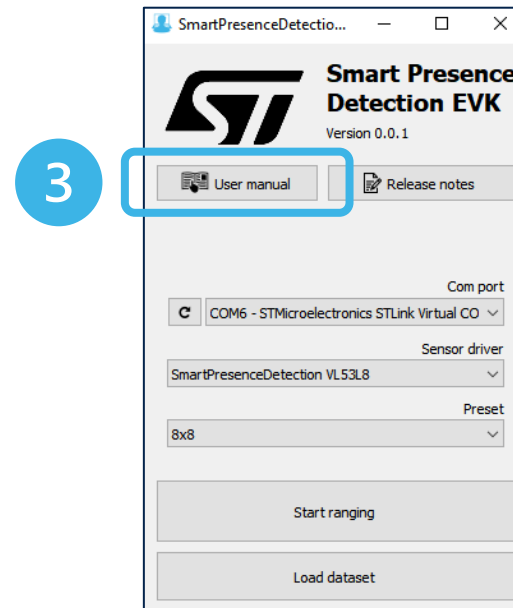 SmartPresenceDetectio...
ST
Smart Presence
Detection EVK
Version 0.0.1
3
User manual
Release notes
Com port
COM6 - STMicroelectronics STLink Virtual CO
Sensor driver
SmartPresenceDetection VL53L8
Preset
8x8
Start ranging
Load dataset